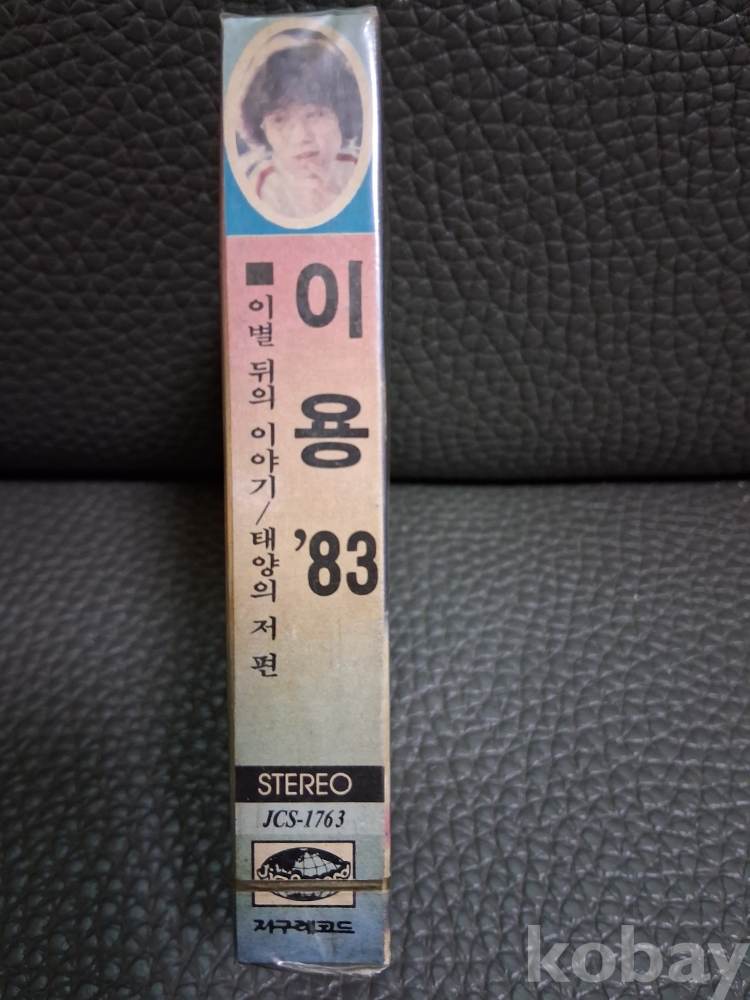 이용 '83
■이별 뒤의 이야기/태양의 저 편
STEREO
JCS-1763
지구레코드
kobay